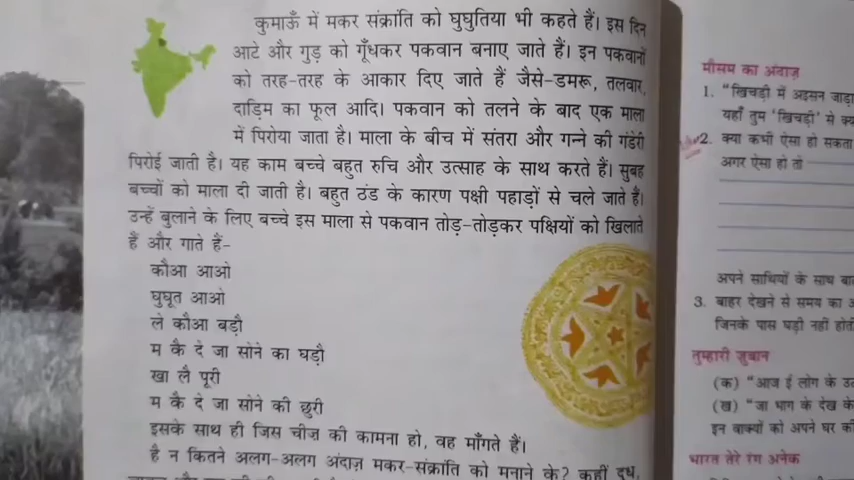 कुमाऊँ में मकर संक्रांति को घुघुतिया भी कहते हैं। इस दिन
आटे और गुड़ को गूँधकर पकवान बनाए जाते हैं। इन पकवानों
को तरह-तरह के आकार दिए जाते हैं जैसे-डमरू, तलवार,
दाड़िम का फूल आदि। पकवान को तलने के बाद एक माला
में पिरोया जाता है। माला के बीच में संतरा और गन्ने की गंडेरी
पिरोई जाती है। यह काम बच्चे बहुत रुचि और उत्साह के साथ करते हैं। सुबह
बच्चों को माला दी जाती है। बहुत ठंड के कारण पक्षी पहाड़ों से चले जाते हैं।
उन्हें बुलाने के लिए बच्चे इस माला से पकवान तोड़-तोड़कर पक्षियों को खिलाते
हैं और गाते हैं-
कौआ आओ
घुघूत आओ
ले कौआ बड़ौ
म कै दे जा सोने का घड़ौ
खा लै पूरी
म कै दे जा सोने की छुरी
इसके साथ ही जिस चीज़ की कामना हो, वह माँगते हैं।
है न कितने अलग-अलग अंदाज़ मकर-संक्रांति को मनाने के? कहीं दूध,
मौसम का अंदाज़
1. "खिचड़ी में अइसन जाड़ा
यहाँ तुम 'खिचड़ी' से
2. क्या कभी ऐसा हो सकता
अगर ऐसा हो तो
अपने साथियों के साथ
3. बाहर देखने से समय का
जिनके पास घड़ी नहीं
तुम्हारी ज़ुबान
(क) "आज ई लोग के
(ख) "जा भाग के देख
इन वाक्यों को अपने घर
भारत तेरे रंग अनेक